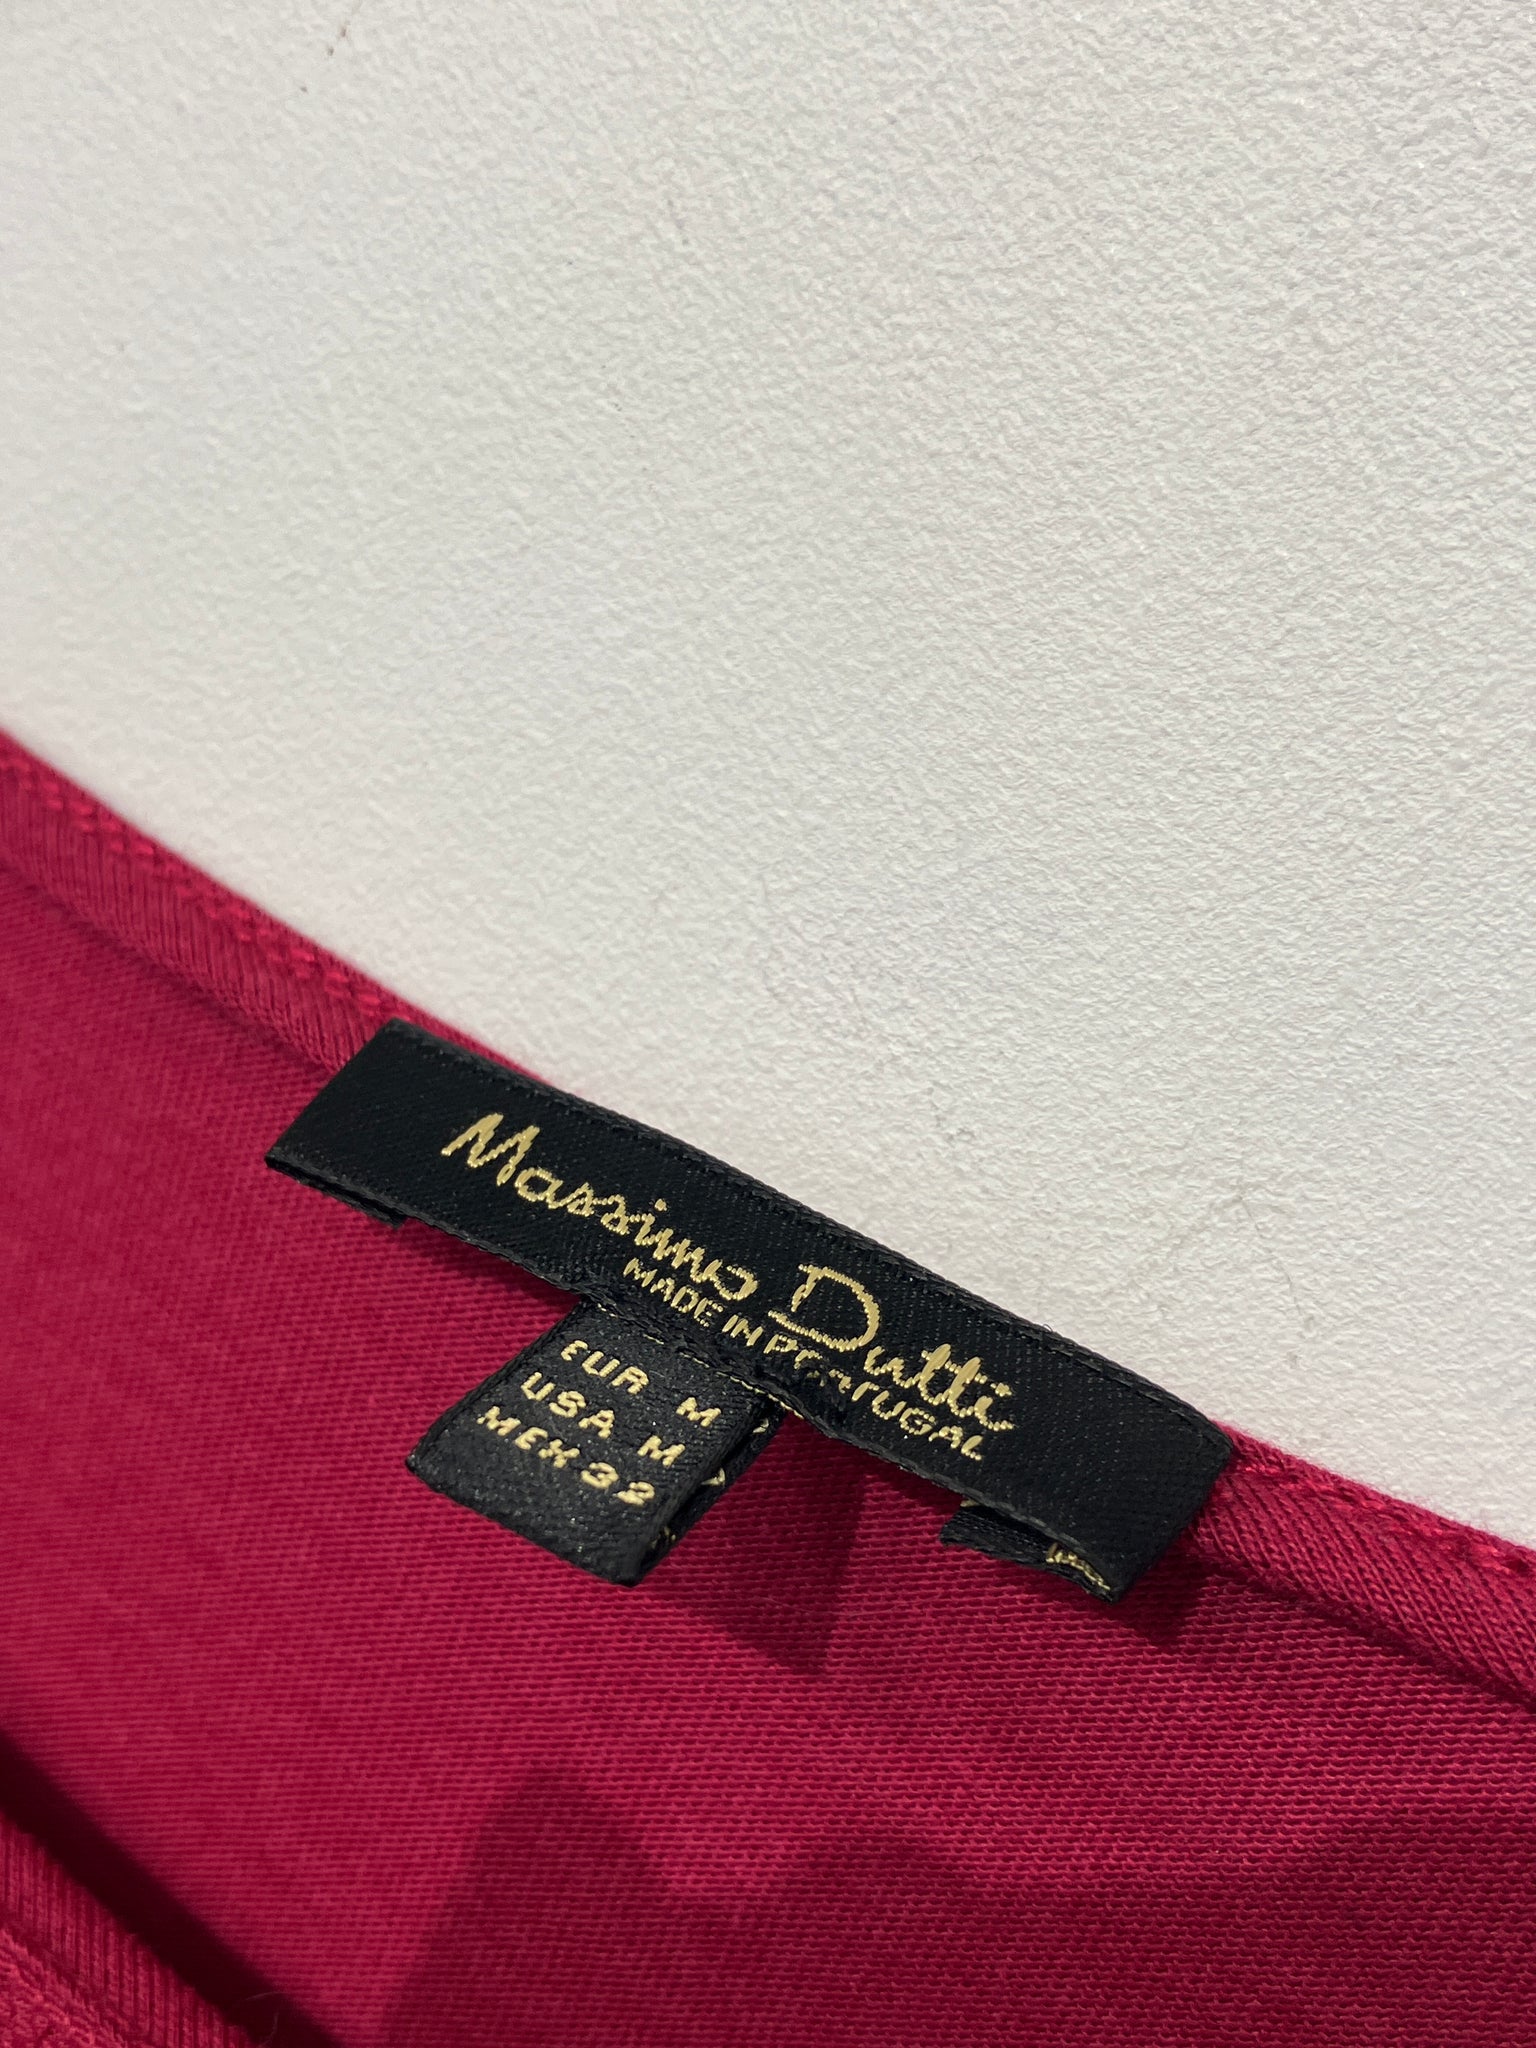 Massimo Dutti
MADE IN PORTUGAL
EUR M
USA M
MEX 32